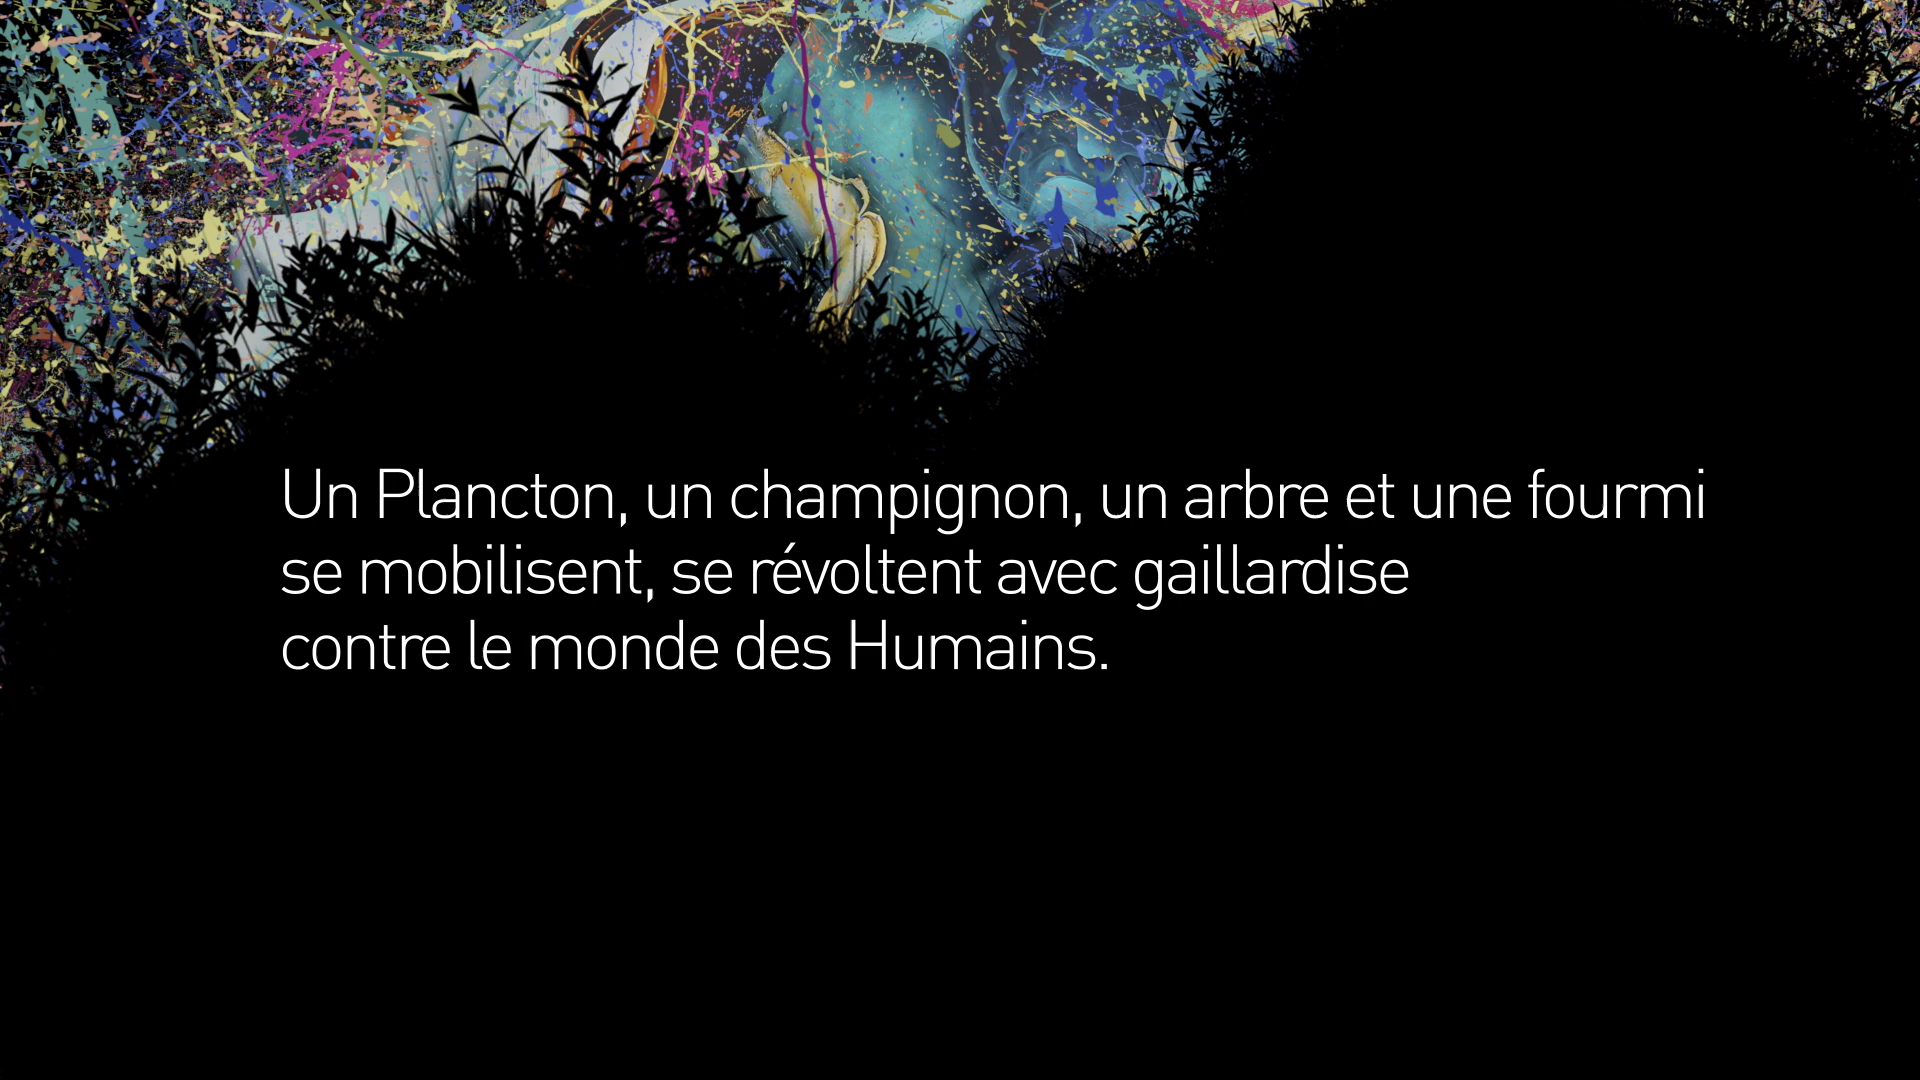 Un Plancton, un champignon, un arbre et une fourmi
se mobilisent, se révoltent avec gaillardise
contre le monde des Humains.